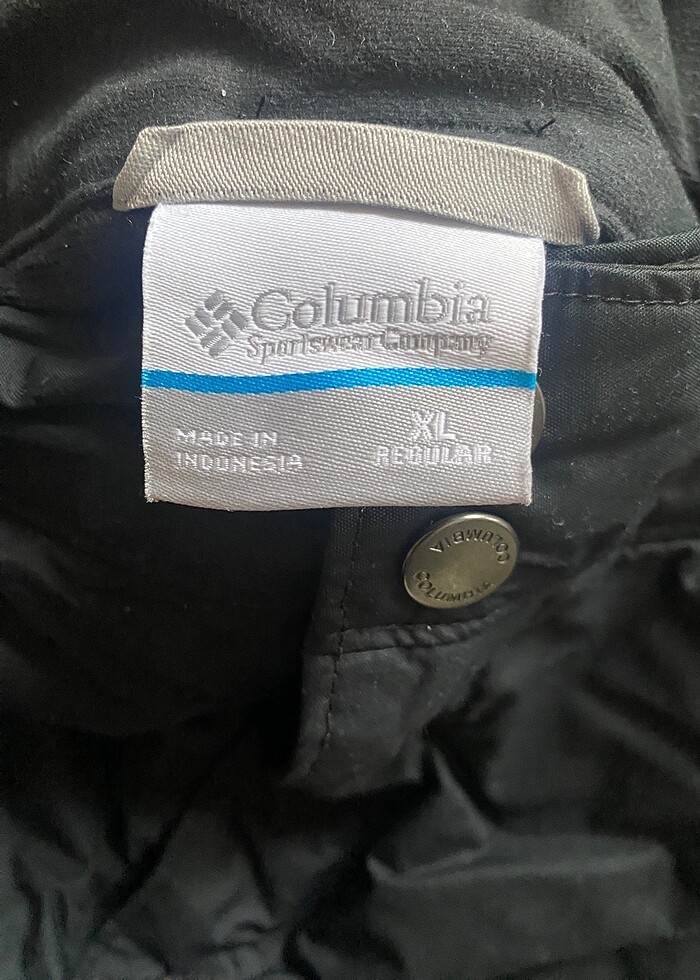 Columbia
Sportswear Company
MADE IN
INDONESIA
XL
REGULAR
COLUMBIA
COLUMBIA